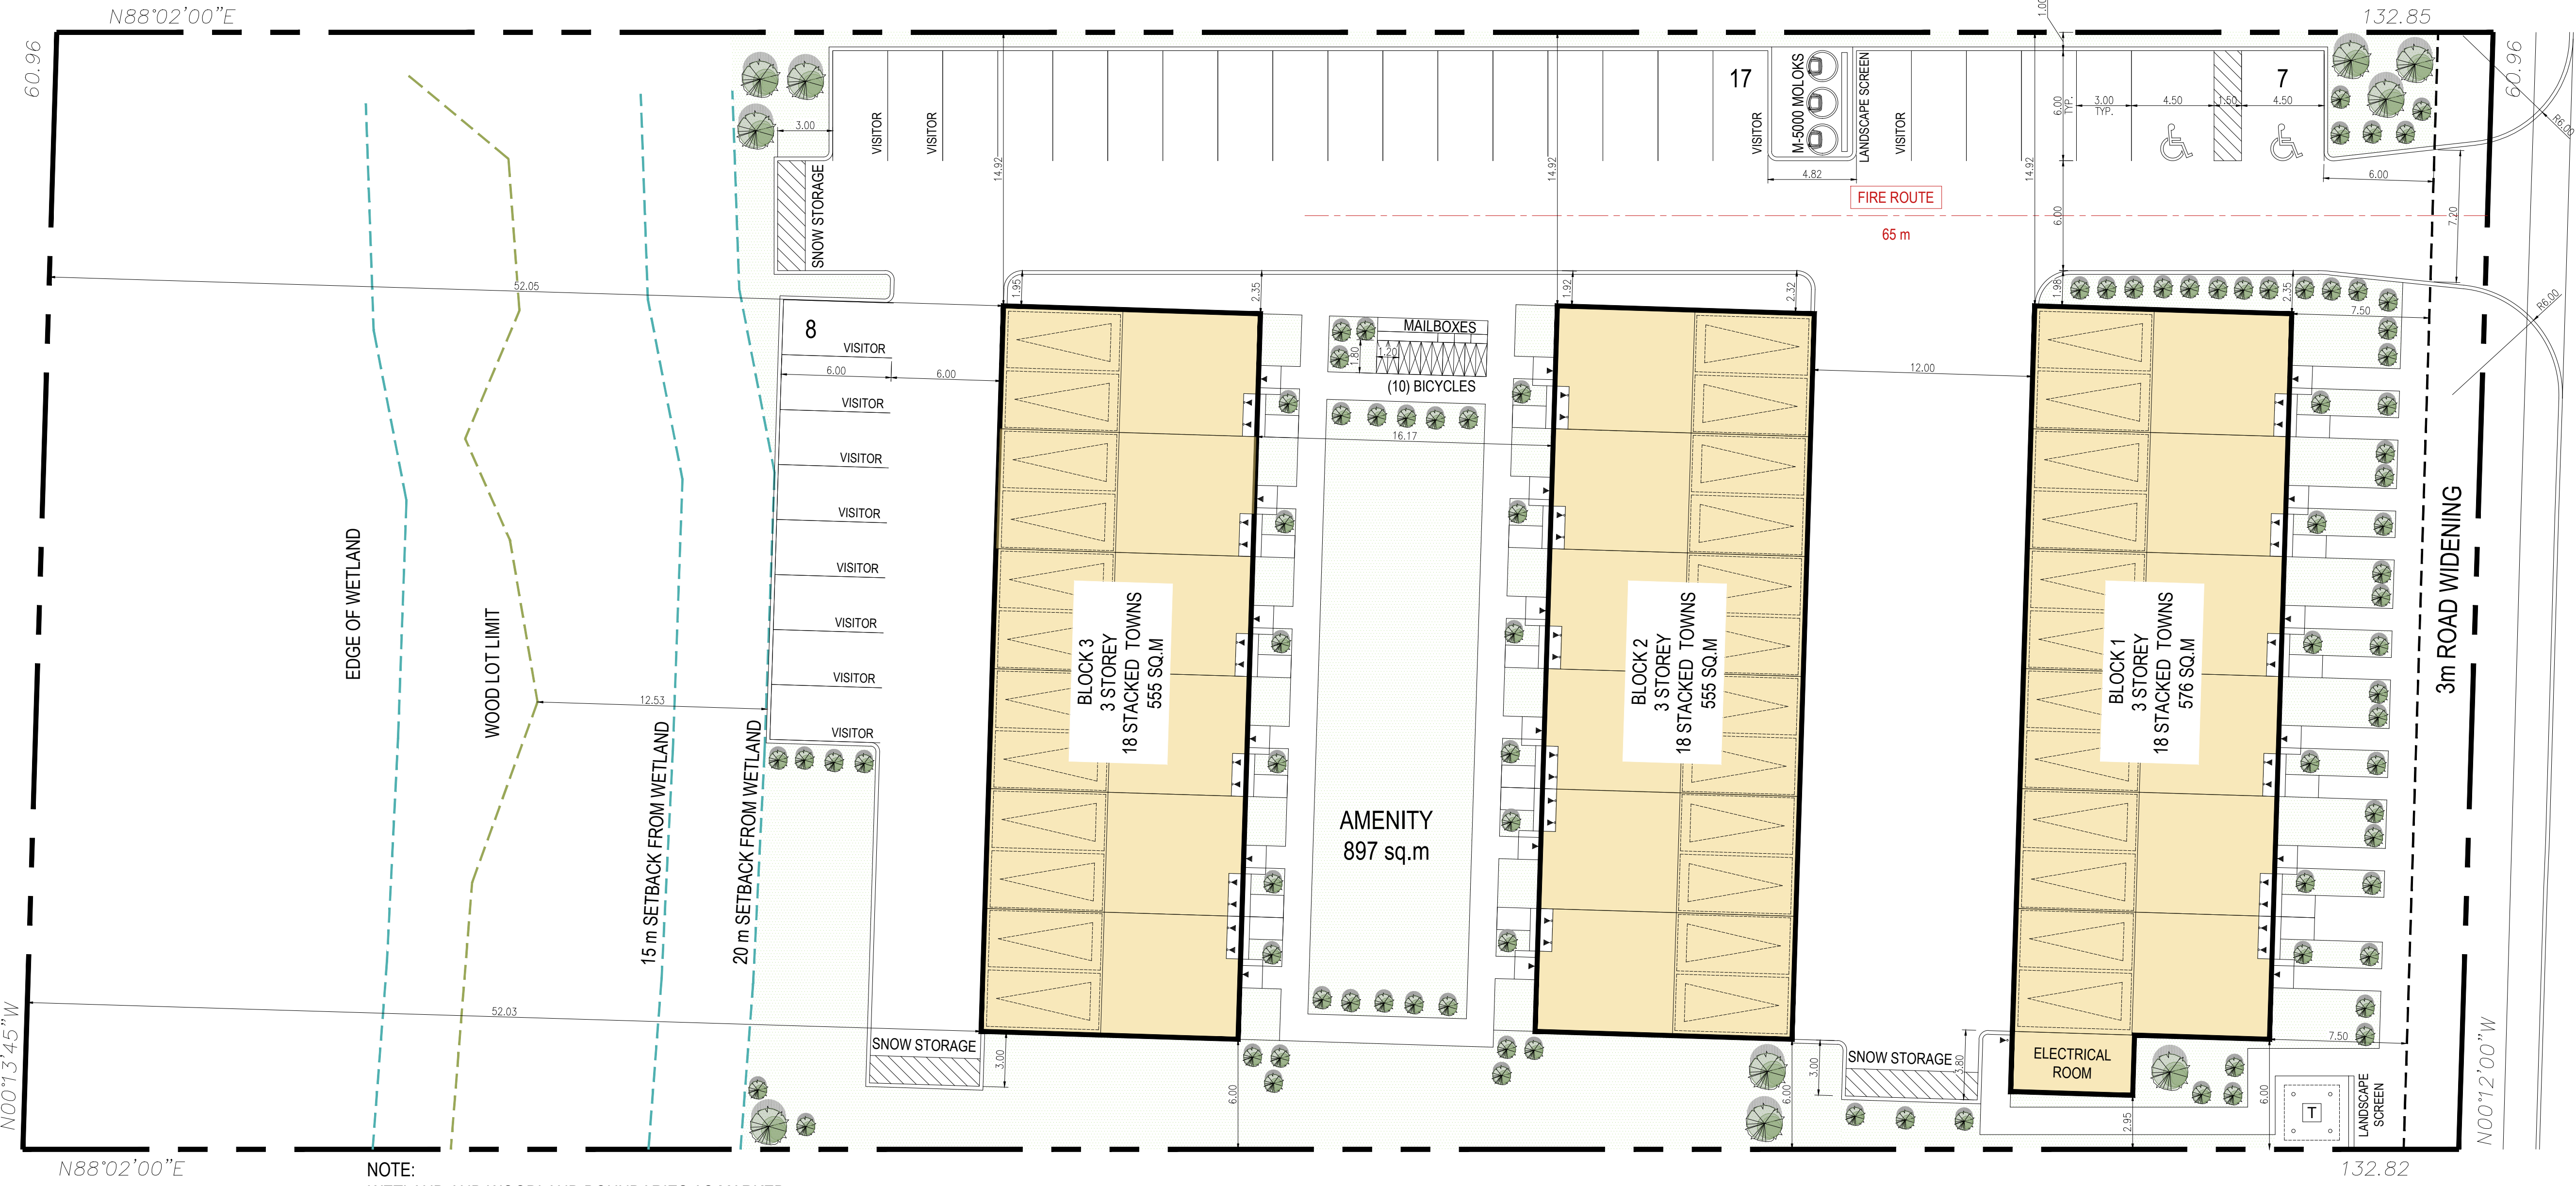 N88°02'00"E
132.85
1.00
60.96
60.96
17
M-5000 MOLOKS
LANDSCAPE SCREEN
7
VISITOR
VISITOR
VISITOR
VISITOR
3.00
6.00
TYP.
3.00
TYP.
4.50
1.50
4.50
R6.00
14.92
14.92
14.92
4.82
6.00
SNOW STORAGE
FIRE ROUTE
65 m
6.00
7.20
52.05
1.95
2.35
1.92
2.32
1.98
2.35
7.50
R6.00
8
VISITOR
6.00
6.00
VISITOR
VISITOR
VISITOR
VISITOR
VISITOR
VISITOR
VISITOR
MAILBOXES
1.80
1.20
(10) BICYCLES
16.17
12.00
EDGE OF WETLAND
WOOD LOT LIMIT
12.53
15 m SETBACK FROM WETLAND
20 m SETBACK FROM WETLAND
BLOCK 3
3 STOREY
18 STACKED TOWNS
555 SQ.M
AMENITY
897 sq.m
BLOCK 2
3 STOREY
18 STACKED TOWNS
555 SQ.M
BLOCK 1
3 STOREY
18 STACKED TOWNS
576 SQ.M
3m ROAD WIDENING
52.03
SNOW STORAGE
3.00
6.00
6.00
3.00
SNOW STORAGE
3.80
ELECTRICAL
ROOM
2.95
6.00
7.50
T
LANDSCAPE
SCREEN
N00°13'45"W
N00°12'00"W
N88°02'00"E
132.82
NOTE: